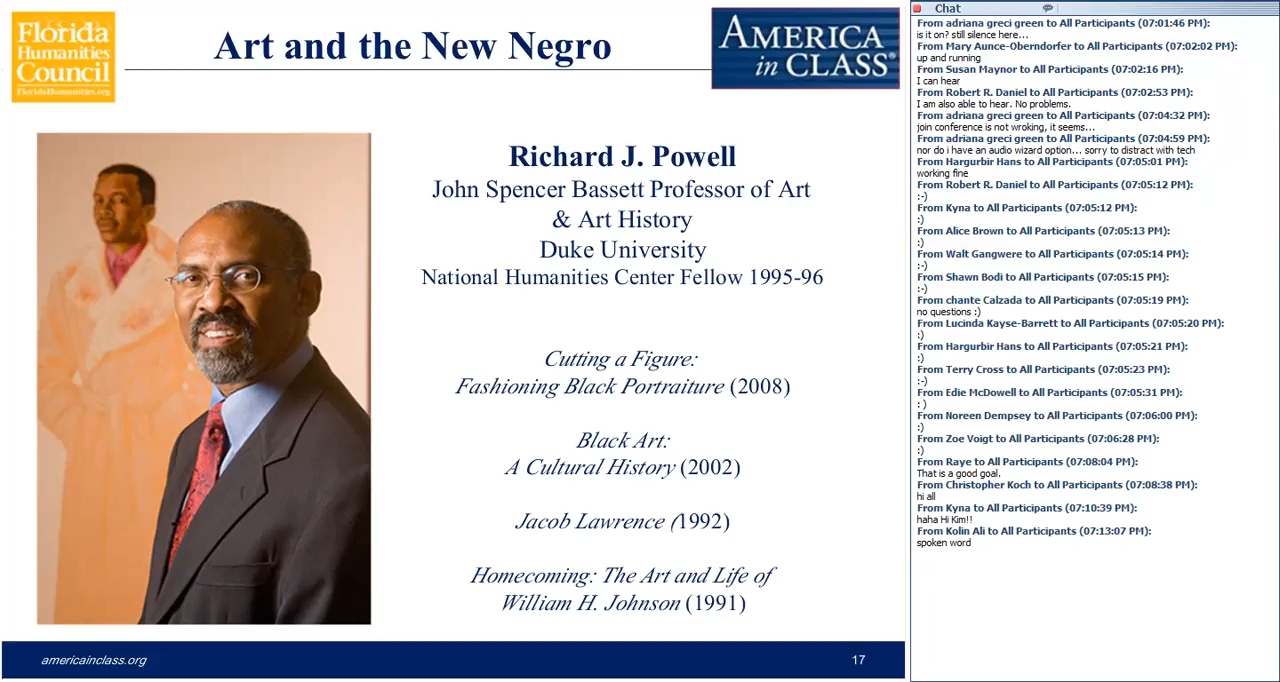 Florida
Humanities
Council
FloridaHumanities.org
Art and the New Negro
AMERICA
in CLASS®
Richard J. Powell
John Spencer Bassett Professor of Art
& Art History
Duke University
National Humanities Center Fellow 1995-96
Cutting a Figure:
Fashioning Black Portraiture (2008)
Black Art:
A Cultural History (2002)
Jacob Lawrence (1992)
Homecoming: The Art and Life of
William H. Johnson (1991)
americainclass.org
17
Chat
From adriana greci green to All Participants (07:01:46 PM):
is it on? still silence here...
From Mary Aunce-Oberndorfer to All Participants (07:02:02 PM):
up and running
From Susan Maynor to All Participants (07:02:16 PM):
I can hear
From Robert R. Daniel to All Participants (07:02:53 PM):
I am also able to hear. No problems.
From adriana greci green to All Participants (07:04:32 PM):
join conference is not wroking, it seems...
From adriana greci green to All Participants (07:04:59 PM):
nor do i have an audio wizard option... sorry to distract with tech
From Hargurbir Hans to All Participants (07:05:01 PM):
working fine
From Robert R. Daniel to All Participants (07:05:12 PM):
:-)
From Kyna to All Participants (07:05:12 PM):
:)
From Alice Brown to All Participants (07:05:13 PM):
:)
From Walt Gangwere to All Participants (07:05:14 PM):
:-)
From Shawn Bodi to All Participants (07:05:15 PM):
:-)
From chante Calzada to All Participants (07:05:19 PM):
no questions :)
From Lucinda Kayse-Barrett to All Participants (07:05:20 PM):
:)
From Hargurbir Hans to All Participants (07:05:21 PM):
:)
From Terry Cross to All Participants (07:05:23 PM):
:-)
From Edie McDowell to All Participants (07:05:31 PM):
: )
From Noreen Dempsey to All Participants (07:06:00 PM):
:)
From Zoe Voigt to All Participants (07:06:28 PM):
:)
From Raye to All Participants (07:08:04 PM):
That is a good goal.
From Christopher Koch to All Participants (07:08:38 PM):
hi all
From Kyna to All Participants (07:10:39 PM):
haha Hi Kim!!
From Kolin Ali to All Participants (07:13:07 PM):
spoken word